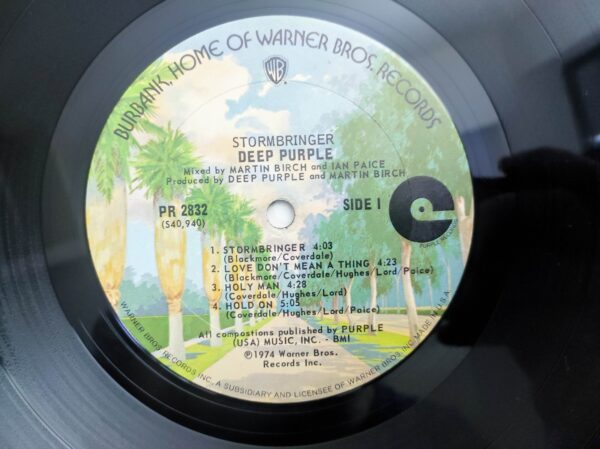 BURBANK, HOME OF WARNER BROS. RECORDS
WB
STORMBRINGER
DEEP PURPLE
Mixed by MARTIN BIRCH and IAN PAICE
Produced by DEEP PURPLE and MARTIN BIRCH
PR 2832
(S40,940)
SIDE 1
PURPLE RECORDS
1. STORMBRINGER 4:03
(Blackmore/Coverdale)
2. LOVE DON'T MEAN A THING 4:23
(Blackmore/Coverdale/Hughes/Lord/Paice)
3. HOLY MAN 4:28
(Coverdale/Hughes/Lord)
4. HOLD ON 5:05
(Coverdale/Hughes/Lord/Paice)
All compostions published by PURPLE
(USA) MUSIC, INC. - BMI
©1974 Warner Bros.
Records Inc.
WARNER BROS. RECORDS INC., A SUBSIDIARY AND LICENSEE OF WARNER BROS. INC. MADE IN U.S.A.